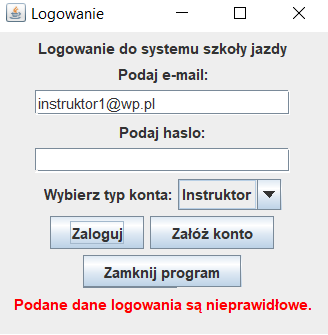 Logowanie
Logowanie do systemu szkoły jazdy
Podaj e-mail:
instruktor1@wp.pl
Podaj haslo:
Wybierz typ konta: Instruktor
Zaloguj Załóż konto
Zamknij program
Podane dane logowania są nieprawidłowe.